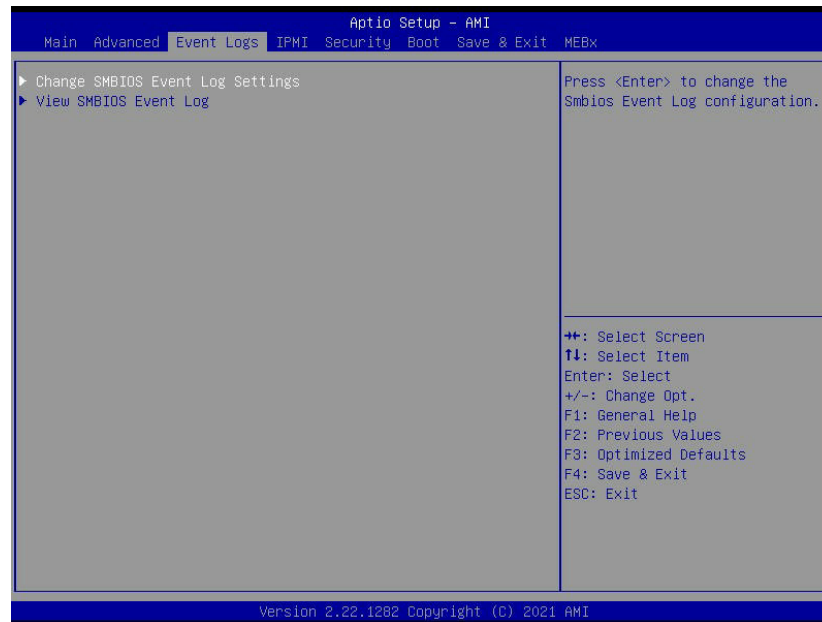 Aptio Setup – AMI
Main Advanced Event Logs IPMI Security Boot Save & Exit MEBx
▶ Change SMBIOS Event Log Settings
▶ View SMBIOS Event Log
Press <Enter> to change the
Smbios Event Log configuration.
→←: Select Screen
↑↓: Select Item
Enter: Select
+/-: Change Opt.
F1: General Help
F2: Previous Values
F3: Optimized Defaults
F4: Save & Exit
ESC: Exit
Version 2.22.1282 Copyright (C) 2021 AMI